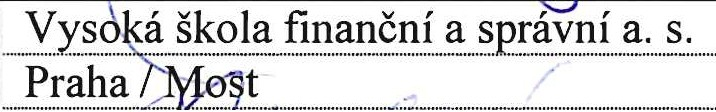 Vysoká škola finanční a správní a. s.
Praha / Most